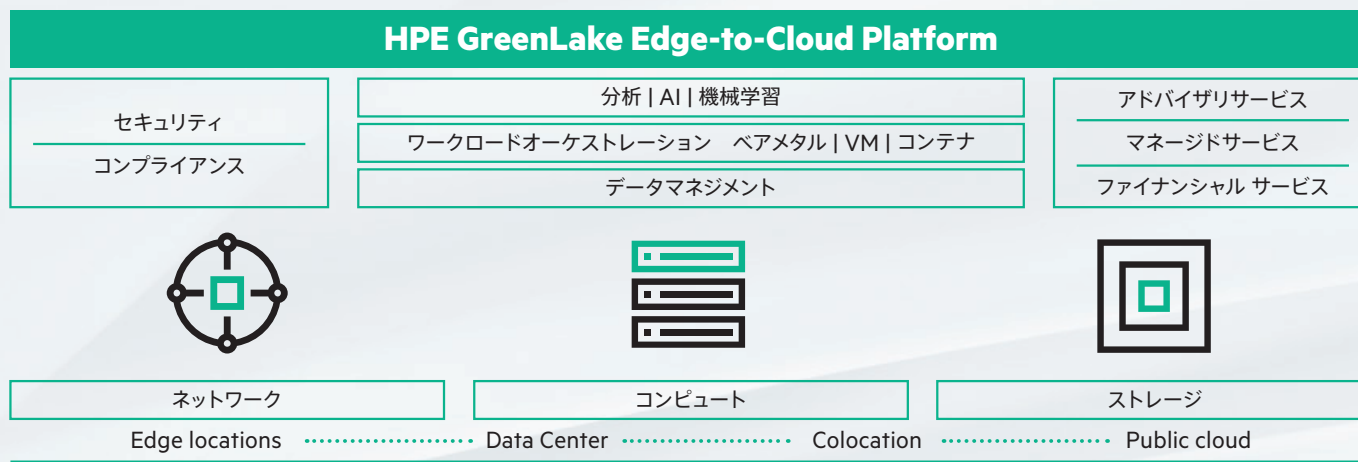 HPE GreenLake Edge-to-Cloud Platform
セキュリティ
コンプライアンス
分析 | AI | 機械学習
ワークロードオーケストレーション　ベアメタル | VM | コンテナ
データマネジメント
アドバイザリサービス
マネージドサービス
ファイナンシャル サービス
ネットワーク
コンピュート
ストレージ
Edge locations
Data Center
Colocation
Public cloud